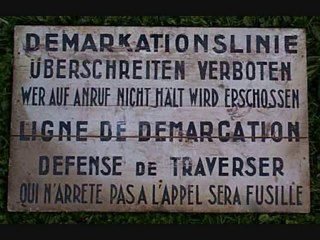 DEMARKATIONSLINIE
ÜBERSCHREITEN VERBOTEN
WER AUF ANRUF NICHT HÄLT WIRD ERSCHOSSEN
LIGNE DE DEMARCATION
DEFENSE DE TRAVERSER
QUI N'ARRETE PAS A L'APPEL SERA FUSILLE